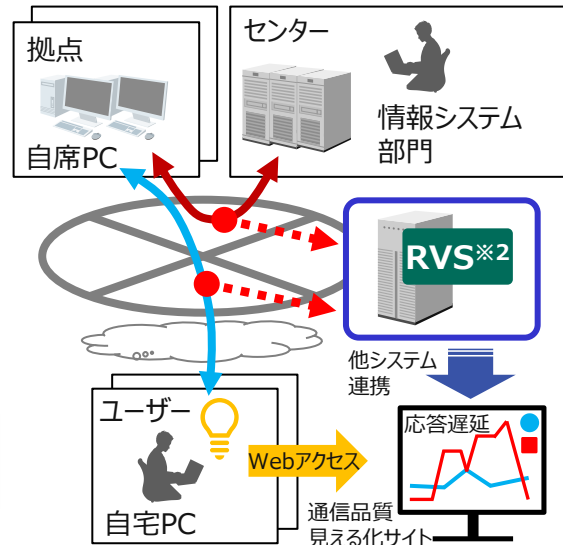 拠点
自席PC
センター
情報システム
部門
RVS※2
他システム
連携
ユーザー
自宅PC
Webアクセス
応答遅延
通信品質
見える化サイト